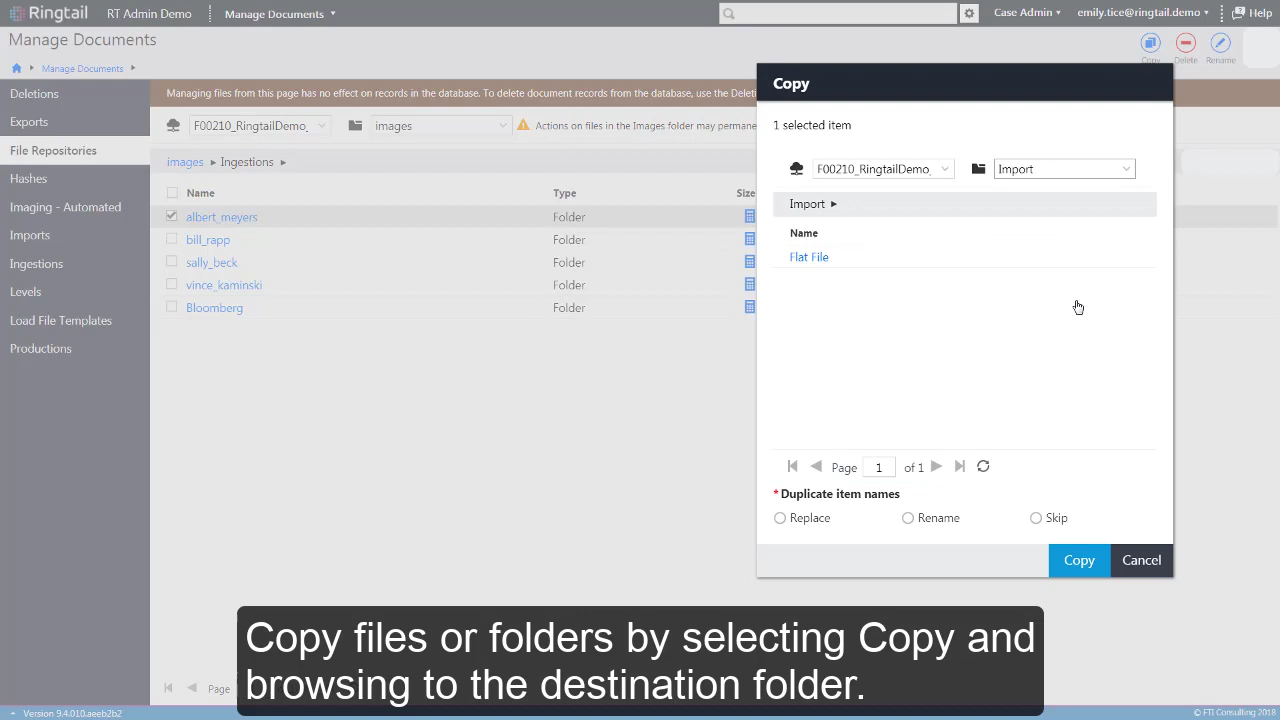 Ringtail RT Admin Demo Manage Documents Case Admin emily.tice@ringtail.demo Help
Manage Documents
Copy Delete Rename
Manage Documents
Deletions
Exports
File Repositories
Hashes
Imaging - Automated
Imports
Ingestions
Levels
Load File Templates
Productions
Managing files from this page has no effect on records in the database. To delete document records from the database, use the Deleti
F00210_RingtailDemo_ images Actions on files in the Images folder may permane
images Ingestions
Name Type Size
albert_meyers Folder
bill_rapp Folder
sally_beck Folder
vince_kaminski Folder
Bloomberg Folder
Page
Copy
1 selected item
F00210_RingtailDemo_ Import
Import
Name
Flat File
Page 1 of 1
* Duplicate item names
Replace Rename Skip
Copy Cancel
Copy files or folders by selecting Copy and
browsing to the destination folder.
Version 9.4.010.aeeb2b2 © FTI Consulting 2018